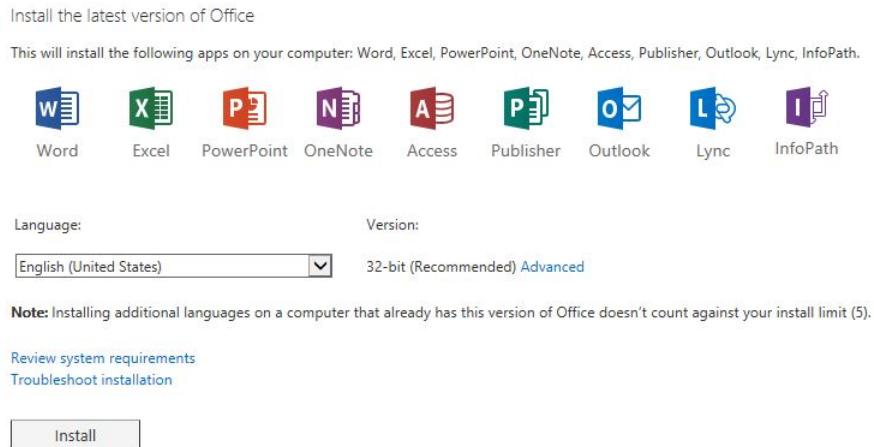 Install the latest version of Office
This will install the following apps on your computer: Word, Excel, PowerPoint, OneNote, Access, Publisher, Outlook, Lync, InfoPath.
W X P N A P O L I
Word Excel PowerPoint OneNote Access Publisher Outlook Lync InfoPath
Language: Version:
English (United States) 32-bit (Recommended) Advanced
Note: Installing additional languages on a computer that already has this version of Office doesn't count against your install limit (5).
Review system requirements
Troubleshoot installation
Install